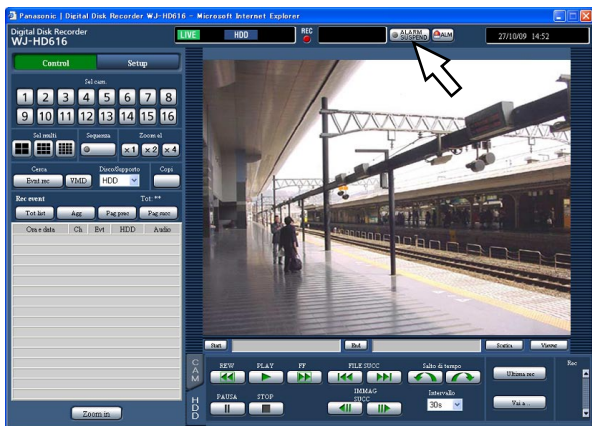 Panasonic | Digital Disk Recorder WJ-HD616 - Microsoft Internet Explorer
Digital Disk Recorder
WJ-HD616
LIVE HDD REC ALARM SUSPEND ALM 27/10/09 14:52
Control Setup
Sel cam.
1 2 3 4 5 6 7 8
9 10 11 12 13 14 15 16
Sel multi Sequenza Zoom el
x1 x2 x4
Cerca Disco/Supporto Copi
Evnt rec VMD HDD
Rec event Tot: **
Tot list Agg Pag prec Pag succ
Ora e data Ch Evt HDD Audio
Zoom in
Start End Scarica Viewer
CAM
REW PLAY FF FILE SUCC Salto di tempo Rec
Ultima rec
HDD
PAUSA STOP IMMAG SUCC Intervallo
30s Vai a...